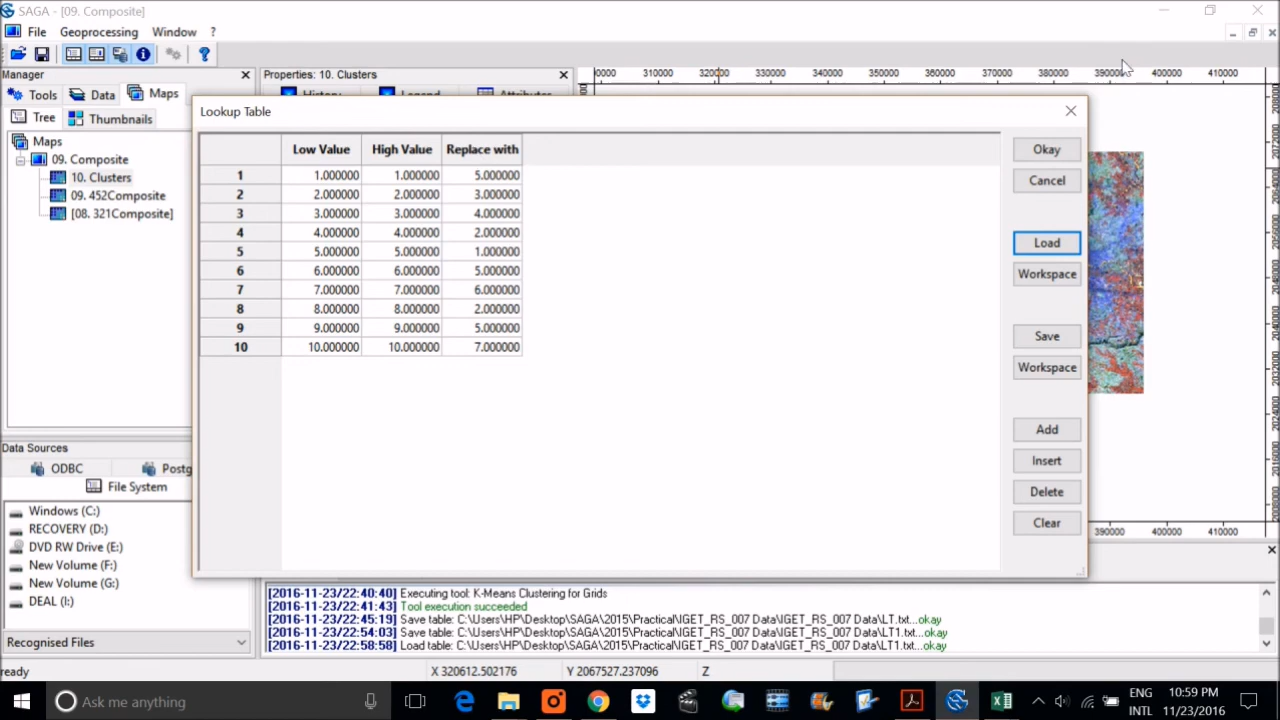 SAGA - [09. Composite]
File Geoprocessing Window ?
Manager
Properties: 10. Clusters
Tools Data Maps
History Legend Attributes
Tree Thumbnails
Maps
09. Composite
10. Clusters
09. 452Composite
[08. 321Composite]
310000 320000 330000 340000 350000 360000 370000 380000 390000 400000 410000
Lookup Table
Low Value High Value Replace with
1 1.000000 1.000000 5.000000
2 2.000000 2.000000 3.000000
3 3.000000 3.000000 4.000000
4 4.000000 4.000000 2.000000
5 5.000000 5.000000 1.000000
6 6.000000 6.000000 5.000000
7 7.000000 7.000000 6.000000
8 8.000000 8.000000 2.000000
9 9.000000 9.000000 5.000000
10 10.000000 10.000000 7.000000
Okay
Cancel
Load
Workspace
Save
Workspace
Add
Insert
Delete
Clear
390000 400000 410000
Data Sources
ODBC Postg
File System
Windows (C:)
RECOVERY (D:)
DVD RW Drive (E:)
New Volume (F:)
New Volume (G:)
DEAL (I:)
Recognised Files
[2016-11-23/22:40:40] Executing tool: K-Means Clustering for Grids
[2016-11-23/22:41:43] Tool execution succeeded
[2016-11-23/22:45:19] Save table: C:\Users\HP\Desktop\SAGA\2015\Practical\IGET_RS_007 Data\IGET_RS_007 Data\LT.txt...okay
[2016-11-23/22:54:03] Save table: C:\Users\HP\Desktop\SAGA\2015\Practical\IGET_RS_007 Data\IGET_RS_007 Data\LT1.txt...okay
[2016-11-23/22:58:58] Load table: C:\Users\HP\Desktop\SAGA\2015\Practical\IGET_RS_007 Data\IGET_RS_007 Data\LT1.txt...okay
ready
X 320612.502176 Y 2067527.237096 Z
Ask me anything
ENG
INTL
10:59 PM
11/23/2016